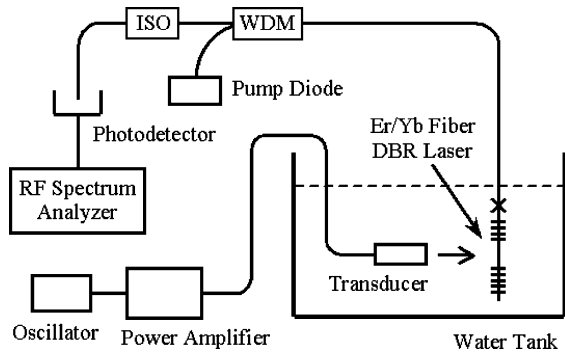 ISO
WDM
Pump Diode
Photodetector
Er/Yb Fiber
DBR Laser
RF Spectrum
Analyzer
Transducer
Oscillator
Power Amplifier
Water Tank